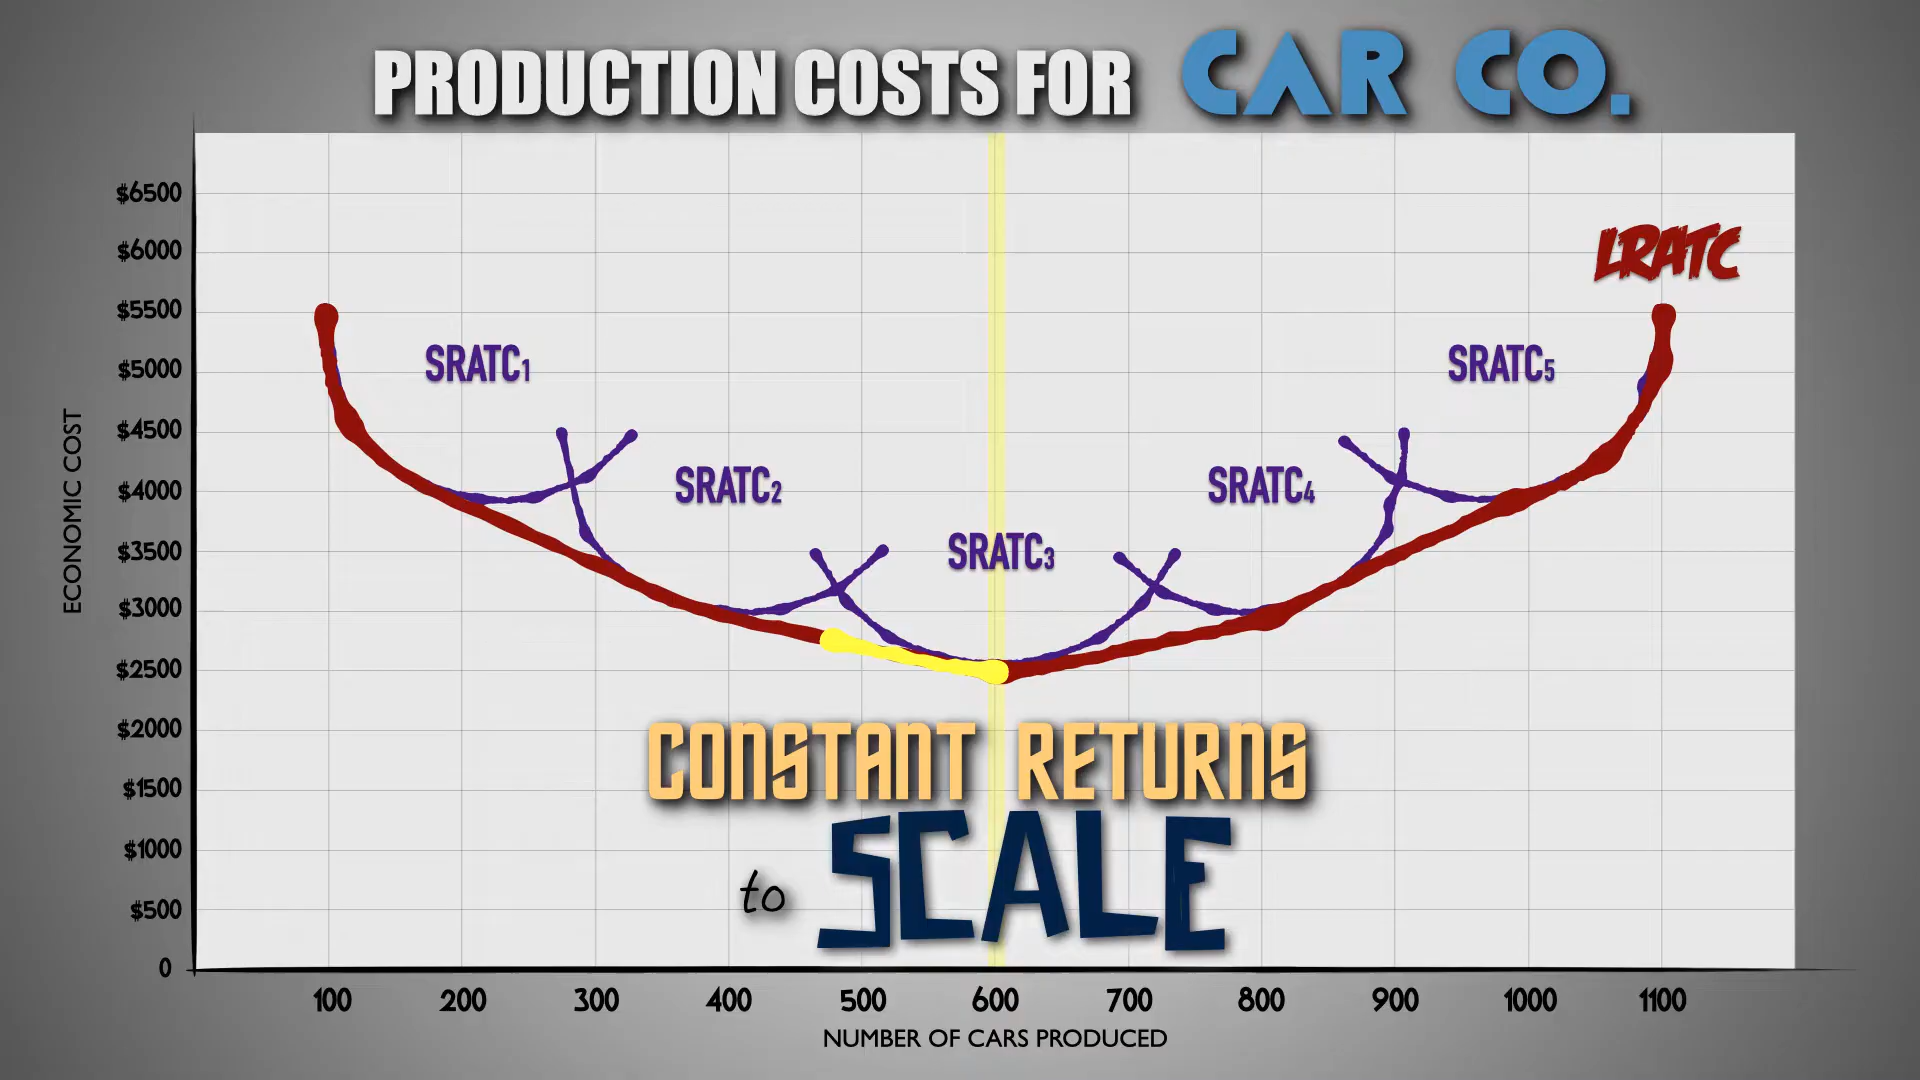 PRODUCTION COSTS FOR CAR CO.
$6500
$6000
$5500
$5000
$4500
$4000
$3500
$3000
$2500
$2000
$1500
$1000
$500
0
ECONOMIC COST
LRATC
SRATC1
SRATC5
SRATC2
SRATC4
SRATC3
CONSTANT RETURNS
to SCALE
100 200 300 400 500 600 700 800 900 1000 1100
NUMBER OF CARS PRODUCED